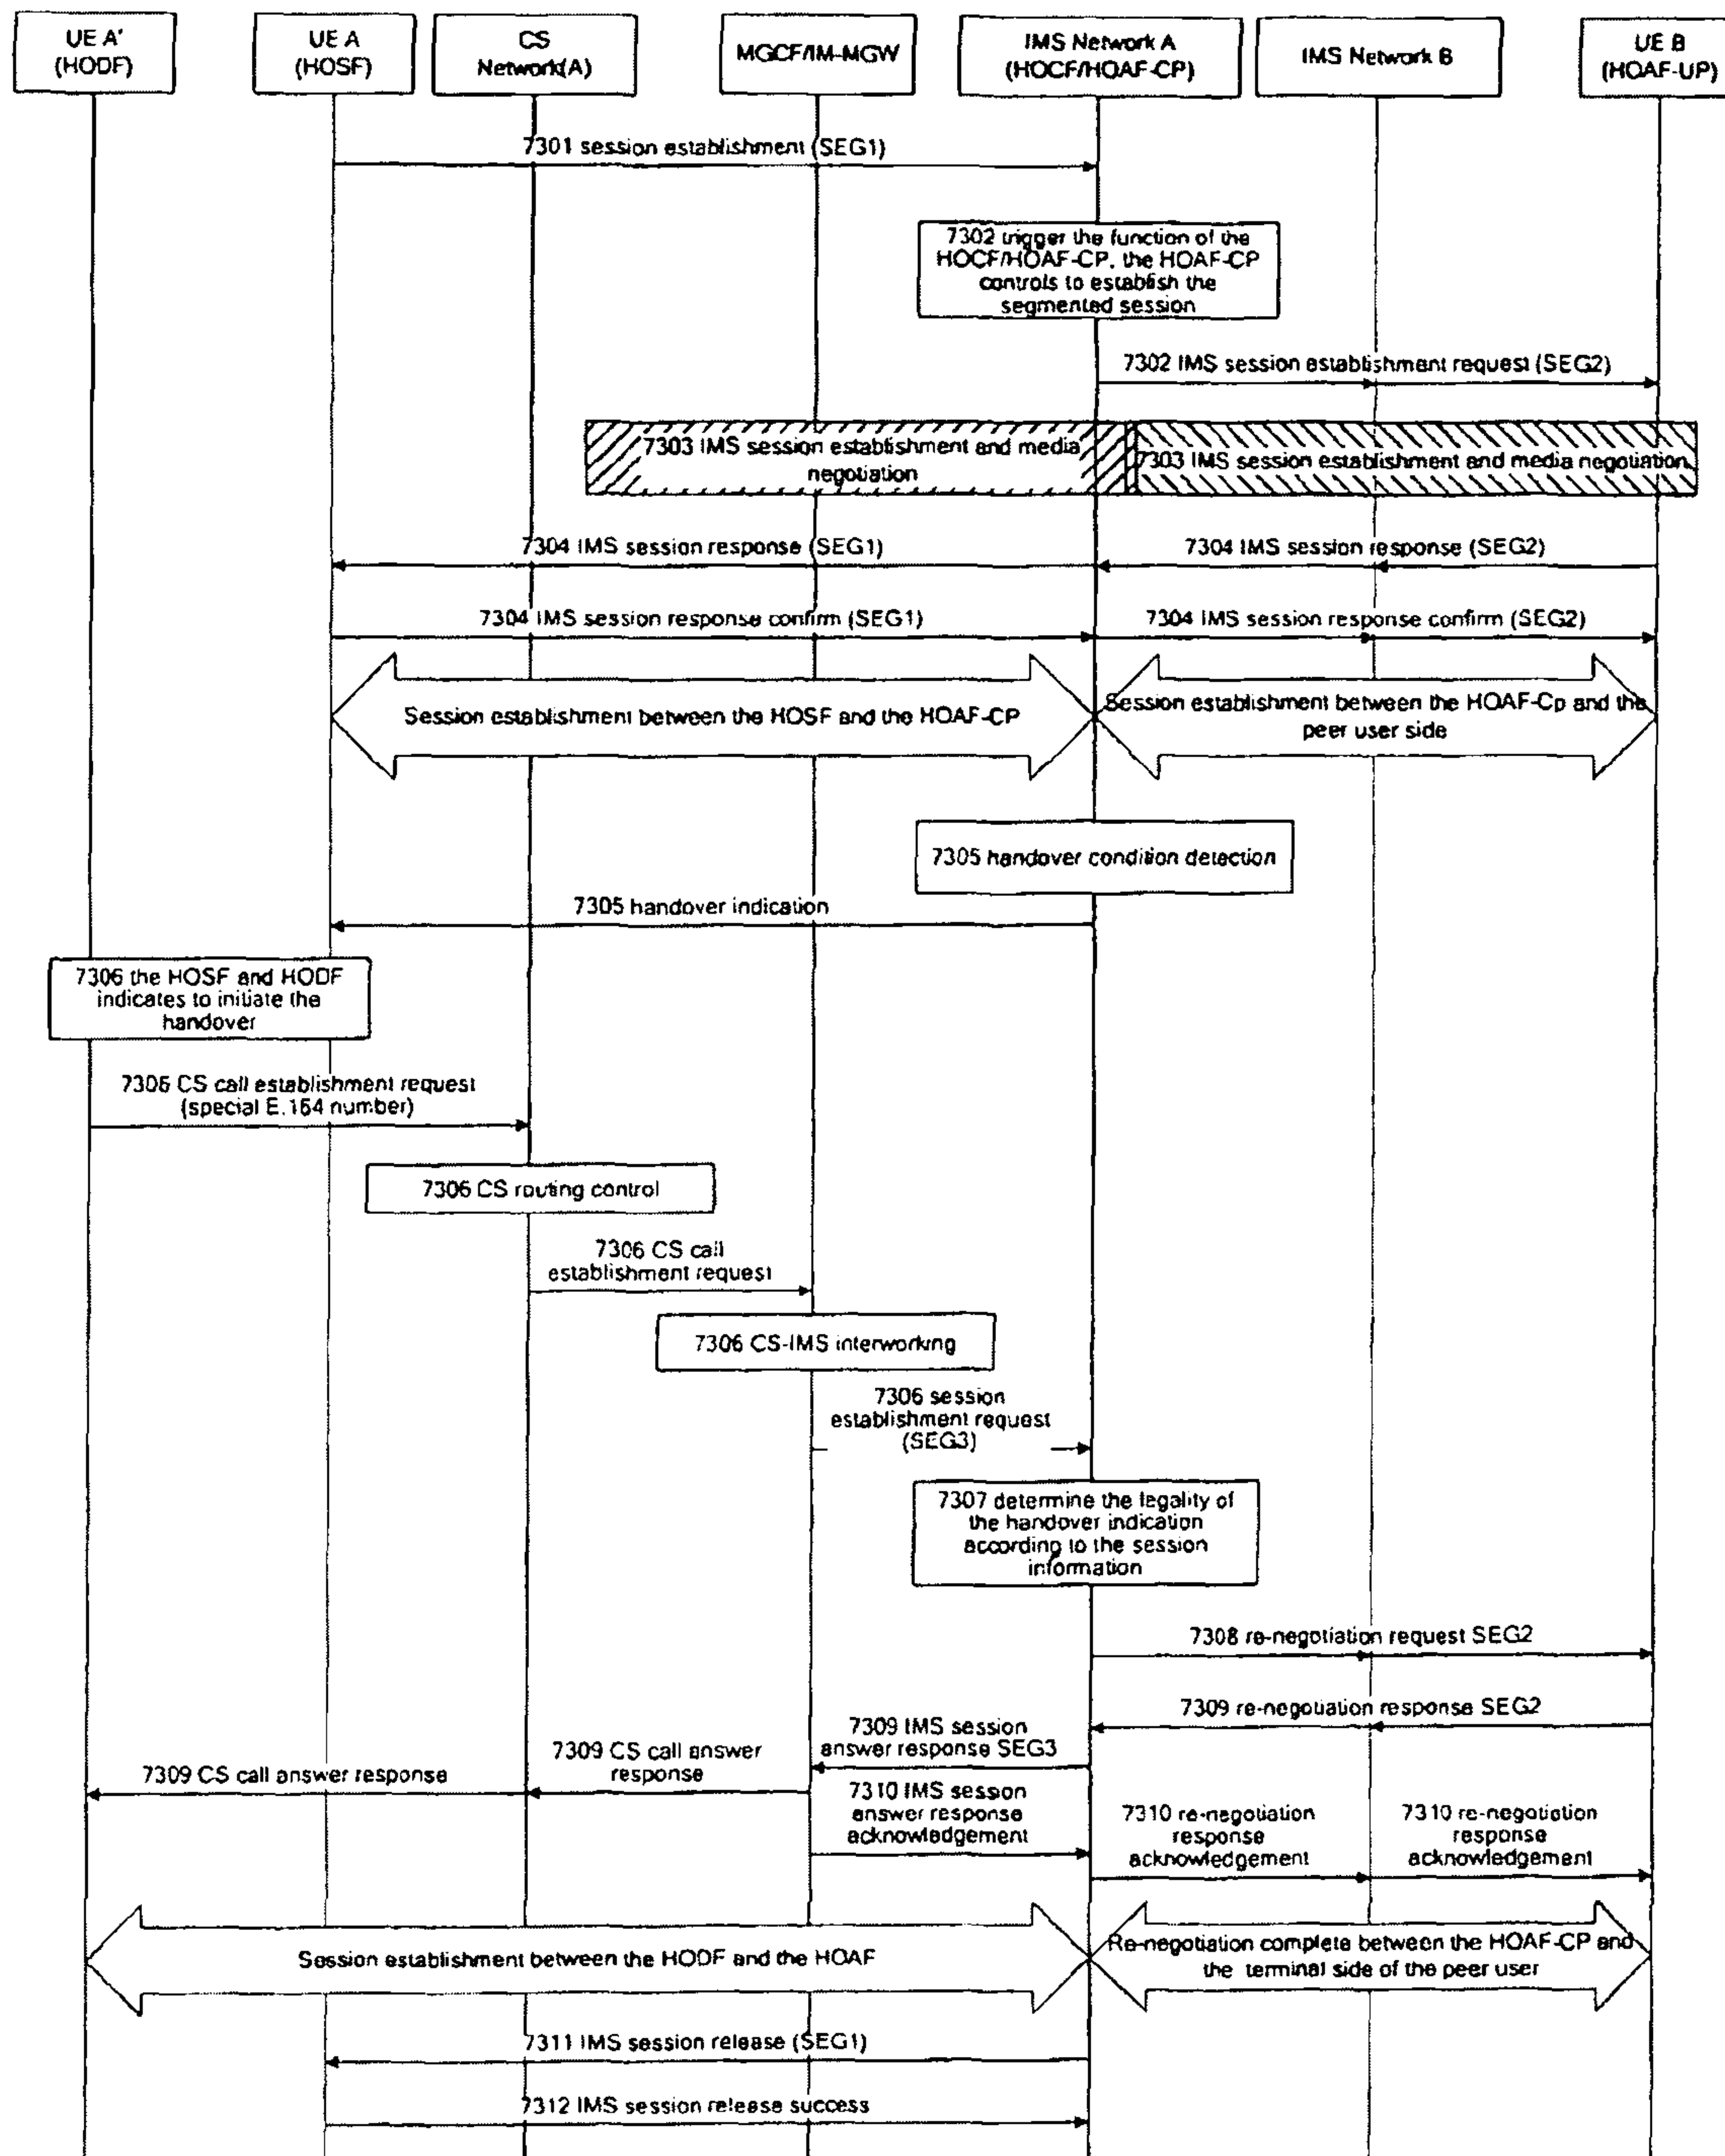 UE A'
(HODF)
UE A
(HOSF)
CS
Network(A)
MGCF/IM-MGW
IMS Network A
(HOCF/HOAF-CP)
IMS Network B
UE B
(HOAF-UP)
7301 session establishment (SEG1)
7302 trigger the function of the
HOCF/HOAF-CP, the HOAF-CP
controls to establish the
segmented session
7302 IMS session establishment request (SEG2)
7303 IMS session establishment and media
negotiation
7303 IMS session establishment and media negotiation
7304 IMS session response (SEG1)
7304 IMS session response (SEG2)
7304 IMS session response confirm (SEG1)
7304 IMS session response confirm (SEG2)
Session establishment between the HOSF and the HOAF-CP
Session establishment between the HOAF-Cp and the
peer user side
7305 handover condition detection
7305 handover indication
7306 the HOSF and HODF
indicates to initiate the
handover
7306 CS call establishment request
(special E.164 number)
7306 CS routing control
7306 CS call
establishment request
7306 CS-IMS interworking
7306 session
establishment request
(SEG3)
7307 determine the legality of
the handover indication
according to the session
information
7308 re-negotiation request SEG2
7309 re-negotiation response SEG2
7309 IMS session
answer response SEG3
7309 CS call answer
response
7309 CS call answer response
7310 IMS session
answer response
acknowledgement
7310 re-negotiation
response
acknowledgement
7310 re-negotiation
response
acknowledgement
Session establishment between the HODF and the HOAF
Re-negotiation complete between the HOAF-CP and
the terminal side of the peer user
7311 IMS session release (SEG1)
7312 IMS session release success